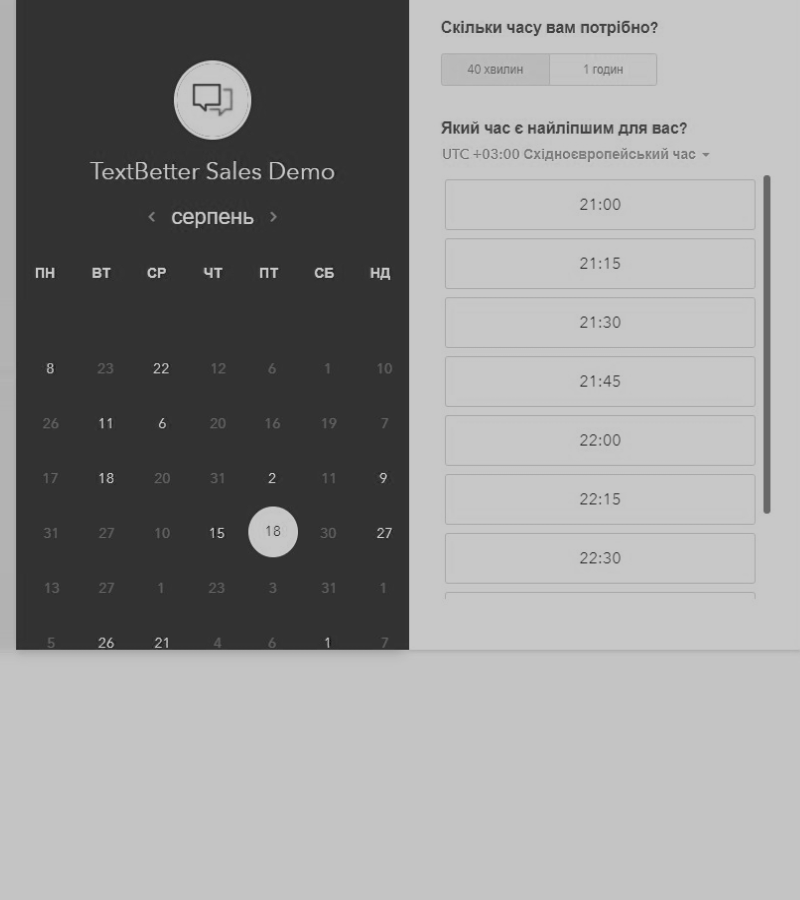 TextBetter Sales Demo
серпень
ПН ВТ СР ЧТ ПТ СБ НД
8 23 22 12 6 1 10
26 11 6 20 16 19 7
17 18 20 31 2 11 9
31 27 10 15 18 30 27
13 27 1 23 3 31 1
5 26 21 4 6 1 7
Скільки часу вам потрібно?
40 хвилин 1 годин
Який час є найліпшим для вас?
UTC +03:00 Східноєвропейський час
21:00
21:15
21:30
21:45
22:00
22:15
22:30